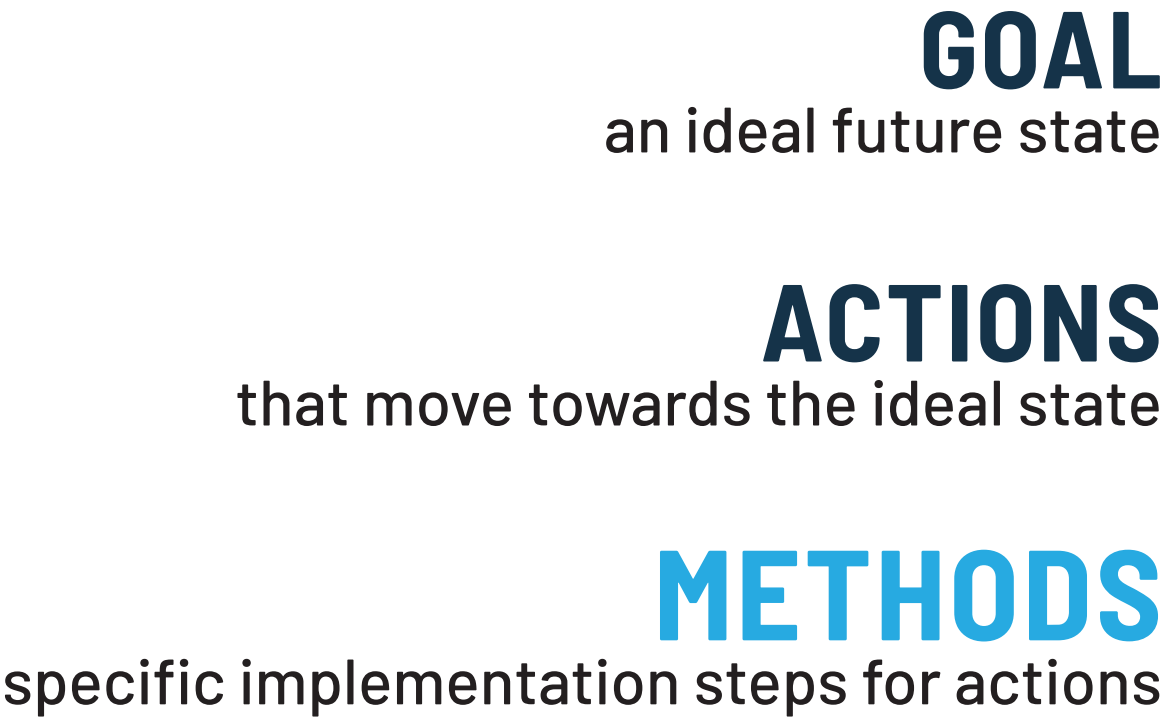 GOAL
an ideal future state
ACTIONS
that move towards the ideal state
METHODS
specific implementation steps for actions